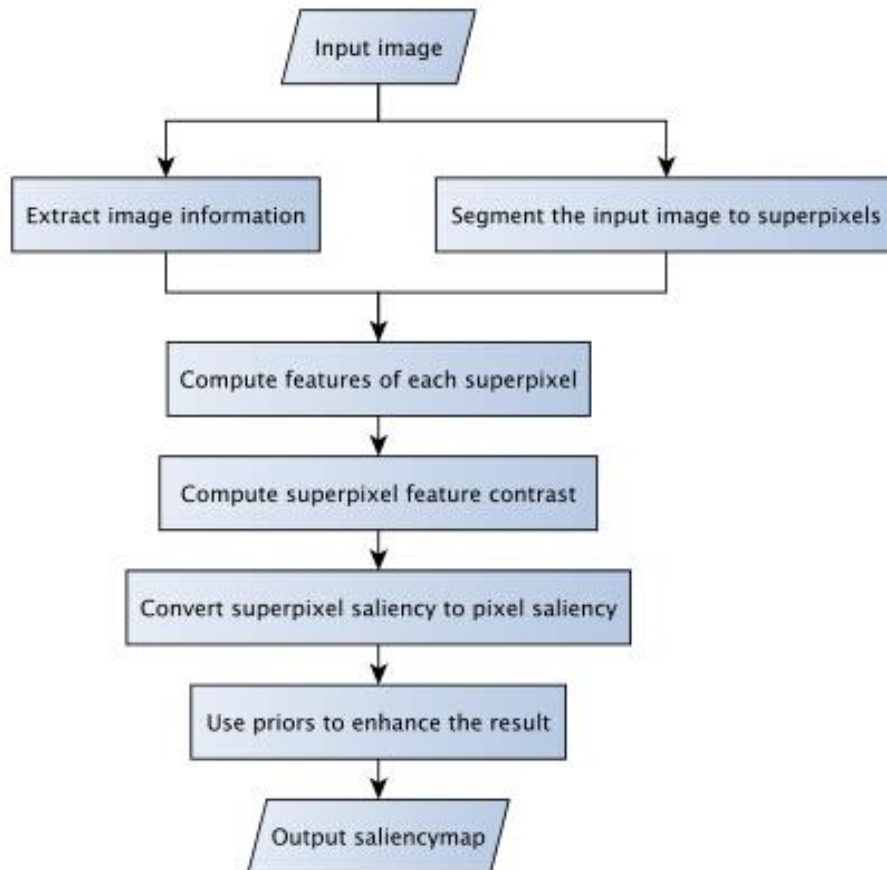 Input image
Extract image information
Segment the input image to superpixels
Compute features of each superpixel
Compute superpixel feature contrast
Convert superpixel saliency to pixel saliency
Use priors to enhance the result
Output saliencymap